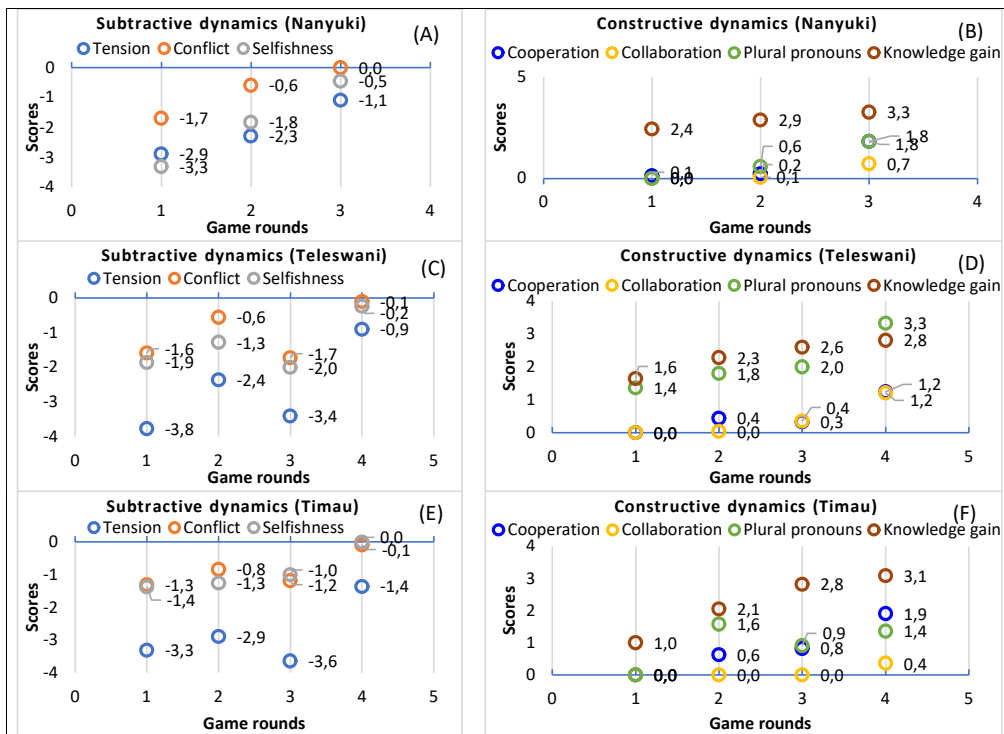 Subtractive dynamics (Nanyuki)
(A)
Tension Conflict Selfishness
0
-1
-2
-3
-4
Scores
-1,7
-2,9
-3,3
-0,6
-1,8
-2,3
0,0
-0,5
-1,1
0 1 2 3 4
Game rounds
Constructive dynamics (Nanyuki)
(B)
Cooperation Collaboration Plural pronouns Knowledge gain
5
0
2,4
0,1
0,0
2,9
0,6
0,2
0,1
3,3
1,8
1,8
0,7
0 1 2 3 4
Game rounds
Subtractive dynamics (Teleswani)
(C)
Tension Conflict Selfishness
0
-1
-2
-3
-4
Scores
-1,6
-1,9
-3,8
-0,6
-1,3
-2,4
-1,7
-2,0
-3,4
-0,1
-0,2
-0,9
0 1 2 3 4 5
Game rounds
Constructive dynamics (Teleswani)
(D)
Cooperation Collaboration Plural pronouns Knowledge gain
4
3
2
1
0
Scores
1,6
1,4
0,0
2,3
1,8
0,4
0,0
2,6
2,0
0,4
0,3
3,3
2,8
1,2
1,2
0 1 2 3 4 5
Game rounds
Subtractive dynamics (Timau)
(E)
Tension Conflict Selfishness
0
-1
-2
-3
-4
Scores
-1,3
-1,4
-3,3
-0,8
-1,3
-2,9
-1,0
-1,2
-3,6
0,0
-0,1
-1,4
0 1 2 3 4 5
Game rounds
Constructive dynamics (Timau)
(F)
Cooperation Collaboration Plural pronouns Knowledge gain
4
3
2
1
0
Scores
1,0
0,0
2,1
1,6
0,6
0,0
2,8
0,9
0,8
0,0
3,1
1,9
1,4
0,4
0 1 2 3 4 5
Game rounds